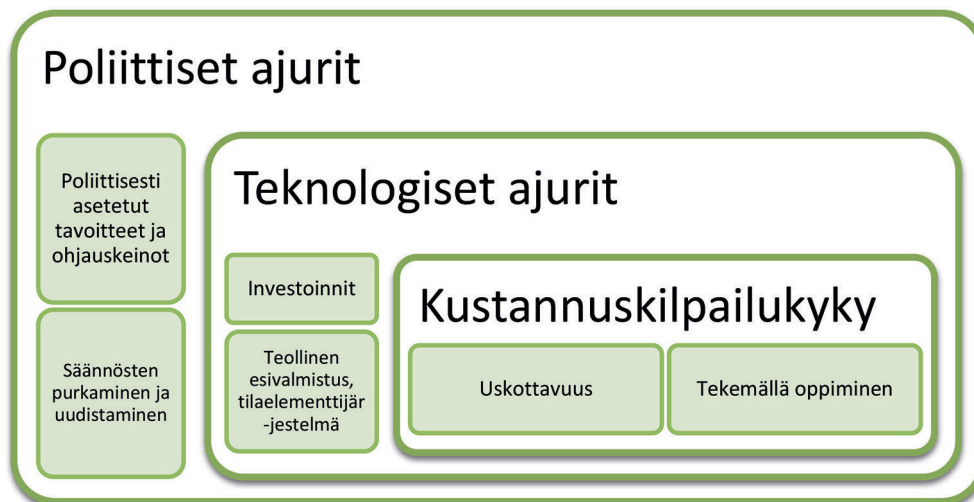 Poliittiset ajurit
Poliittisesti
asetetut
tavoitteet ja
ohjauskeinot
Säännösten
purkaminen ja
uudistaminen
Teknologiset ajurit
Investoinnit
Teollinen
esivalmistus,
tilaelementtijär
-jestelmä
Kustannuskilpailukyky
Uskottavuus
Tekemällä oppiminen